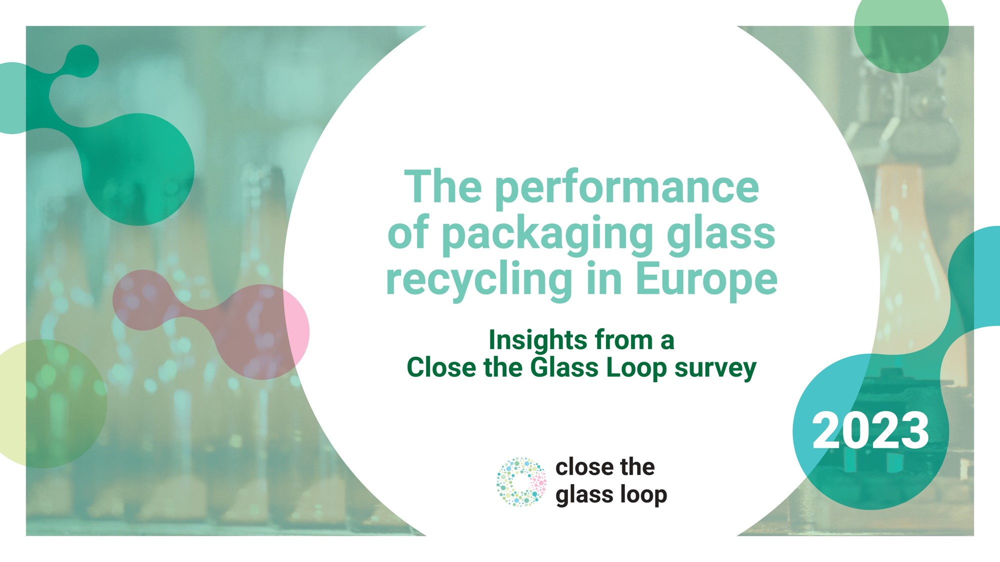 The performance
of packaging glass
recycling in Europe
Insights from a
Close the Glass Loop survey
2023
close the
glass loop